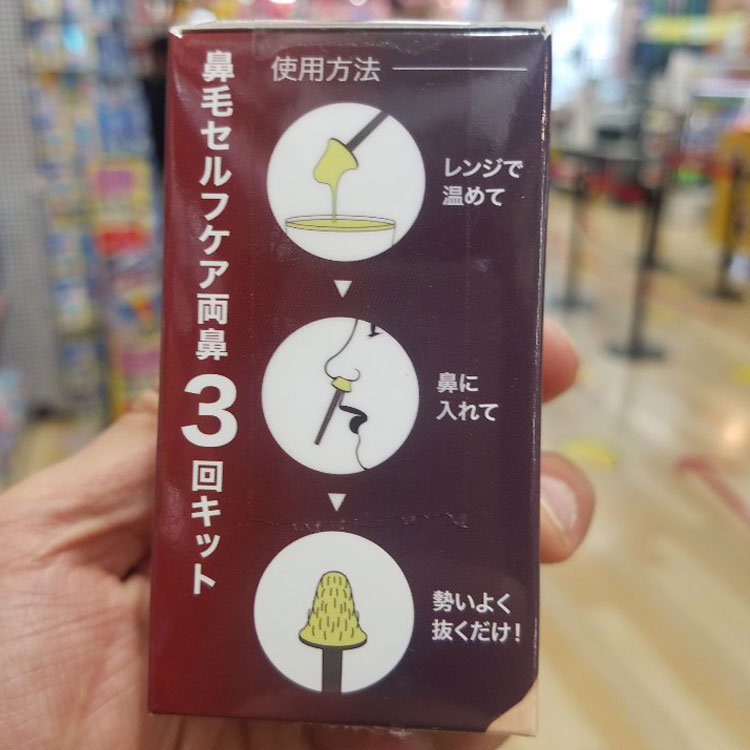 鼻毛セルフケア両鼻3回キット
使用方法
レンジで
温めて
鼻に
入れて
勢いよく
抜くだけ!